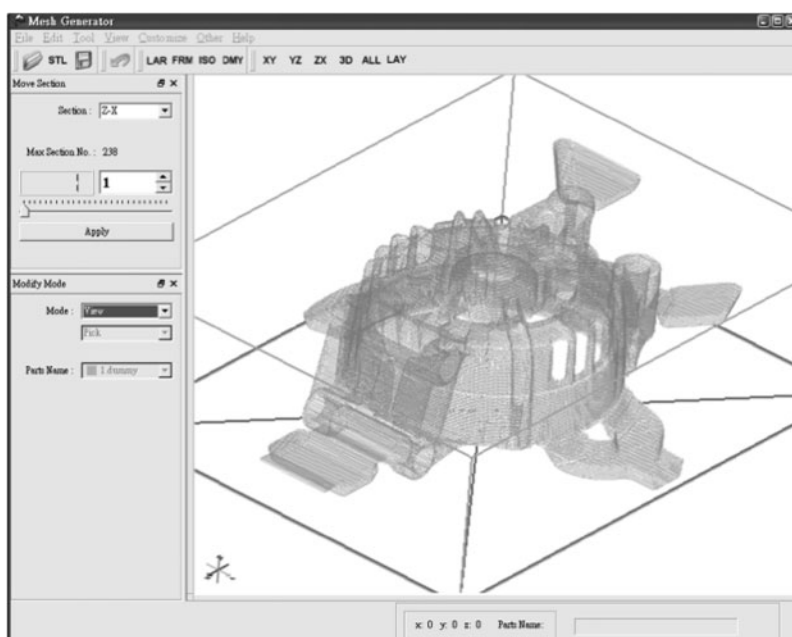 Mesh Generator
File Edit Tool View Customize Other Help
STL LAR FRM ISO DMY XY YZ ZX 3D ALL LAY
Move Section
Section : Z-X
Max Section No. : 238
1
Apply
Modify Mode
Mode : View
Pick
Parts Name : 1 dummy
x: 0 y: 0 z: 0 Parts Name: